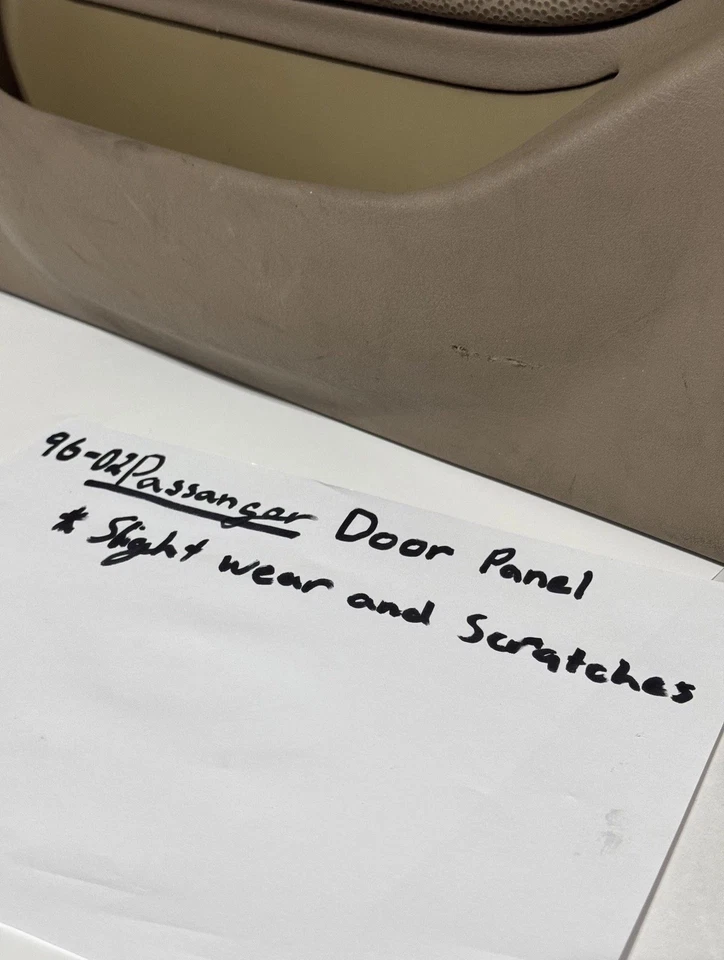 96-02 Passanger Door Panel
* Slight wear and Scratches